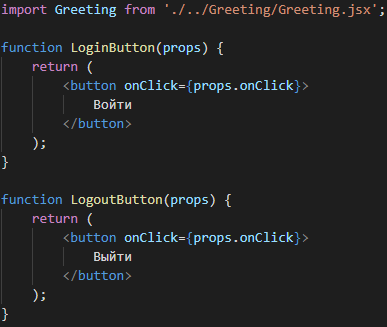 import Greeting from './../Greeting/Greeting.jsx';
function LoginButton(props) {
return (
<button onClick={props.onClick}>
Войти
</button>
);
}
function LogoutButton(props) {
return (
<button onClick={props.onClick}>
Выйти
</button>
);
}